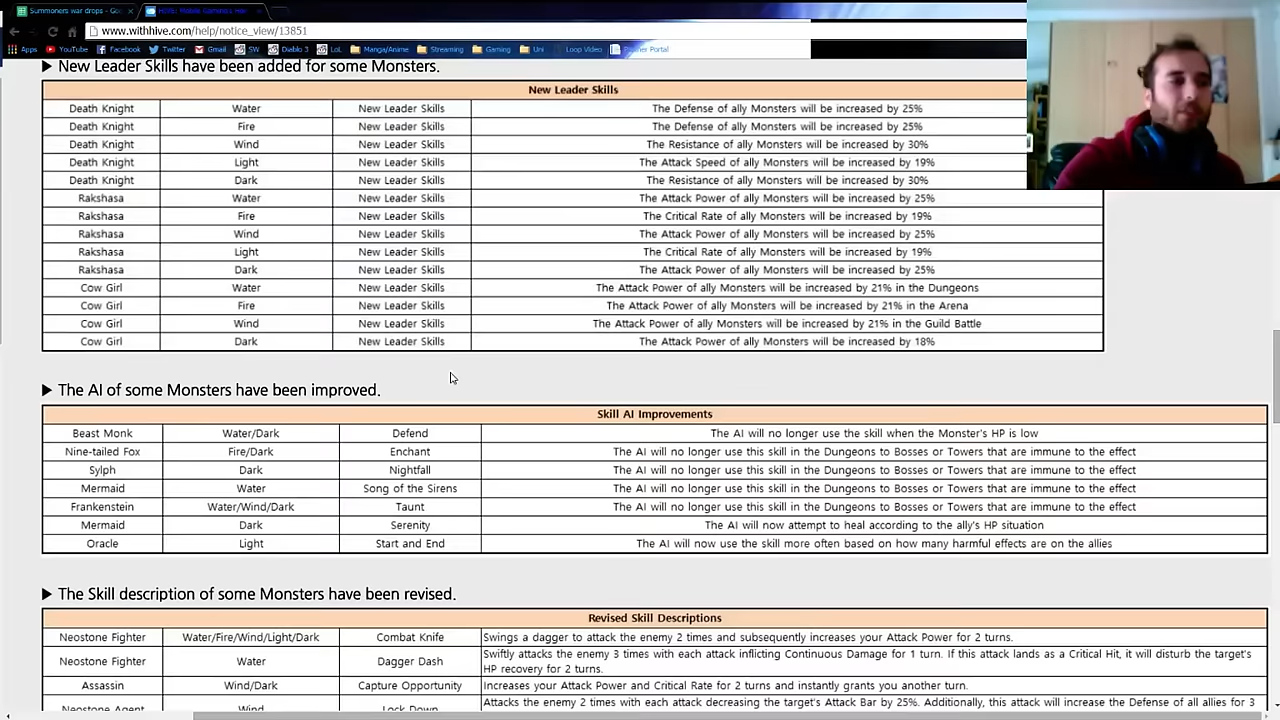 Summoners war drops - Goo
www.withhive.com/help/notice_view/13851
Apps YouTube Facebook Twitter Gmail SW Diablo 3 LoL Manga/Anime Streaming Gaming Uni Loop Video Portal
▶ New Leader Skills have been added for some Monsters.
New Leader Skills
Death Knight Water New Leader Skills The Defense of ally Monsters will be increased by 25%
Death Knight Fire New Leader Skills The Defense of ally Monsters will be increased by 25%
Death Knight Wind New Leader Skills The Resistance of ally Monsters will be increased by 30%
Death Knight Light New Leader Skills The Attack Speed of ally Monsters will be increased by 19%
Death Knight Dark New Leader Skills The Resistance of ally Monsters will be increased by 30%
Rakshasa Water New Leader Skills The Attack Power of ally Monsters will be increased by 25%
Rakshasa Fire New Leader Skills The Critical Rate of ally Monsters will be increased by 19%
Rakshasa Wind New Leader Skills The Attack Power of ally Monsters will be increased by 25%
Rakshasa Light New Leader Skills The Critical Rate of ally Monsters will be increased by 19%
Rakshasa Dark New Leader Skills The Attack Power of ally Monsters will be increased by 25%
Cow Girl Water New Leader Skills The Attack Power of ally Monsters will be increased by 21% in the Dungeons
Cow Girl Fire New Leader Skills The Attack Power of ally Monsters will be increased by 21% in the Arena
Cow Girl Wind New Leader Skills The Attack Power of ally Monsters will be increased by 21% in the Guild Battle
Cow Girl Dark New Leader Skills The Attack Power of ally Monsters will be increased by 18%
▶ The AI of some Monsters have been improved.
Skill AI Improvements
Beast Monk Water/Dark Defend The AI will no longer use the skill when the Monster's HP is low
Nine-tailed Fox Fire/Dark Enchant The AI will no longer use this skill in the Dungeons to Bosses or Towers that are immune to the effect
Sylph Dark Nightfall The AI will no longer use this skill in the Dungeons to Bosses or Towers that are immune to the effect
Mermaid Water Song of the Sirens The AI will no longer use this skill in the Dungeons to Bosses or Towers that are immune to the effect
Frankenstein Water/Wind/Dark Taunt The AI will no longer use this skill in the Dungeons to Bosses or Towers that are immune to the effect
Mermaid Dark Serenity The AI will now attempt to heal according to the ally's HP situation
Oracle Light Start and End The AI will now use the skill more often based on how many harmful effects are on the allies
▶ The Skill description of some Monsters have been revised.
Revised Skill Descriptions
Neostone Fighter Water/Fire/Wind/Light/Dark Combat Knife Swings a dagger to attack the enemy 2 times and subsequently increases your Attack Power for 2 turns.
Neostone Fighter Water Dagger Dash Swiftly attacks the enemy 3 times with each attack inflicting Continuous Damage for 1 turn. If this attack lands as a Critical Hit, it will disturb the target's
HP recovery for 2 turns.
Assassin Wind/Dark Capture Opportunity Increases your Attack Power and Critical Rate for 2 turns and instantly grants you another turn.
Neostone Agent Wind Lock Down Attacks the enemy 2 times with each attack decreasing the target's Attack Bar by 25%. Additionally, this attack will increase the Defense of all allies for 3